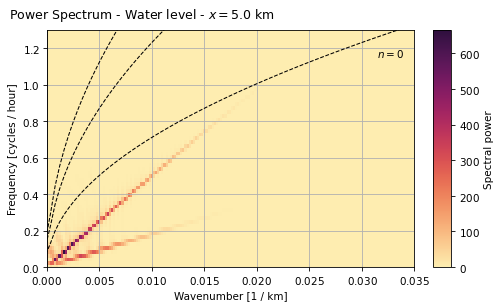 Power Spectrum - Water level - x = 5.0 km
n = 0
Frequency [cycles / hour]
1.2
1.0
0.8
0.6
0.4
0.2
0.0
0.000 0.005 0.010 0.015 0.020 0.025 0.030 0.035
Wavenumber [1 / km]
600
500
400
300
200
100
0
Spectral power